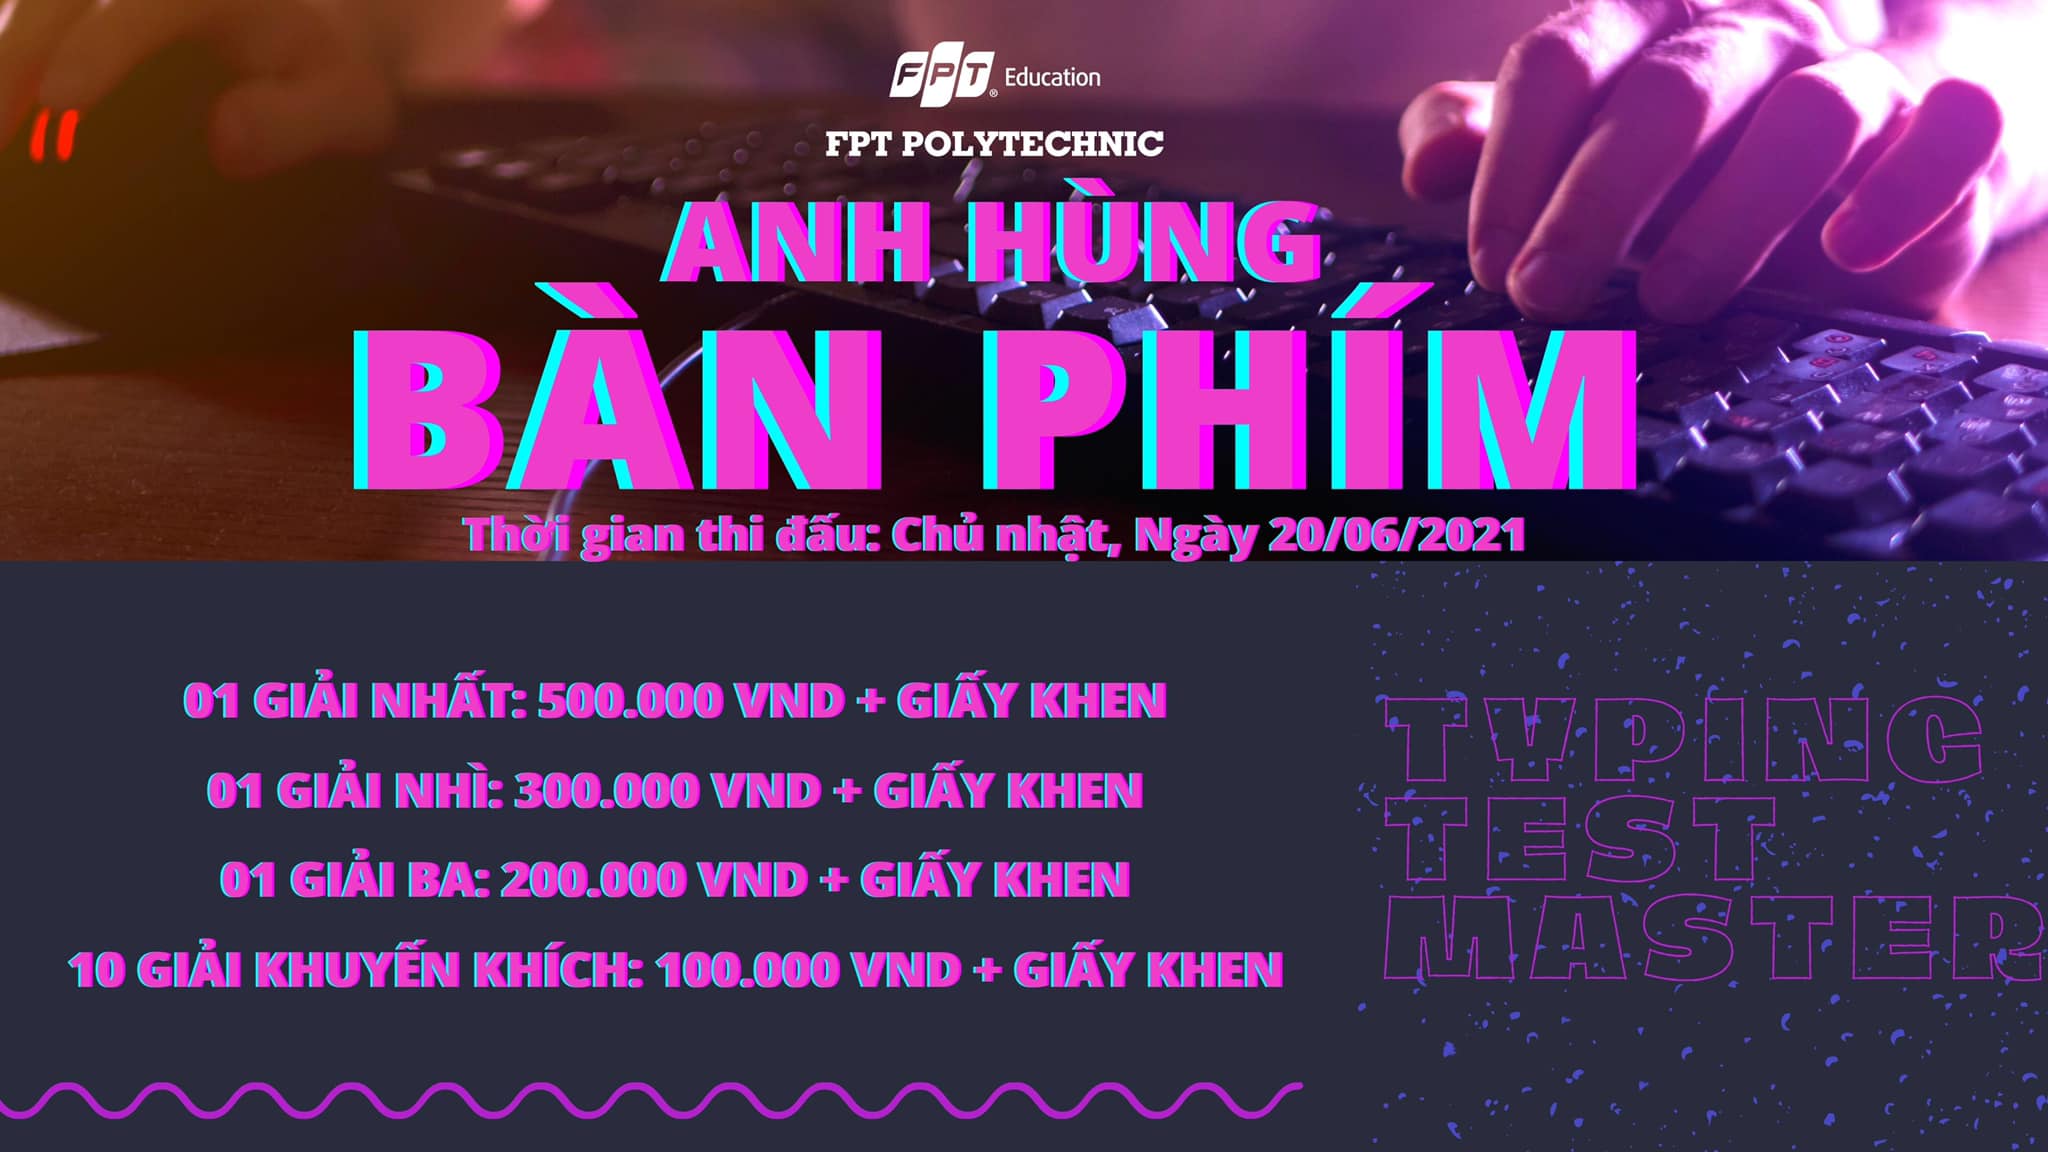 FPT Education
FPT POLYTECHNIC
ANH HÙNG
BÀN PHÍM
Thời gian thi đấu: Chủ nhật, Ngày 20/06/2021
01 GIẢI NHẤT: 500.000 VND + GIẤY KHEN
01 GIẢI NHÌ: 300.000 VND + GIẤY KHEN
01 GIẢI BA: 200.000 VND + GIẤY KHEN
10 GIẢI KHUYẾN KHÍCH: 100.000 VND + GIẤY KHEN
TYPING
TEST
MASTER